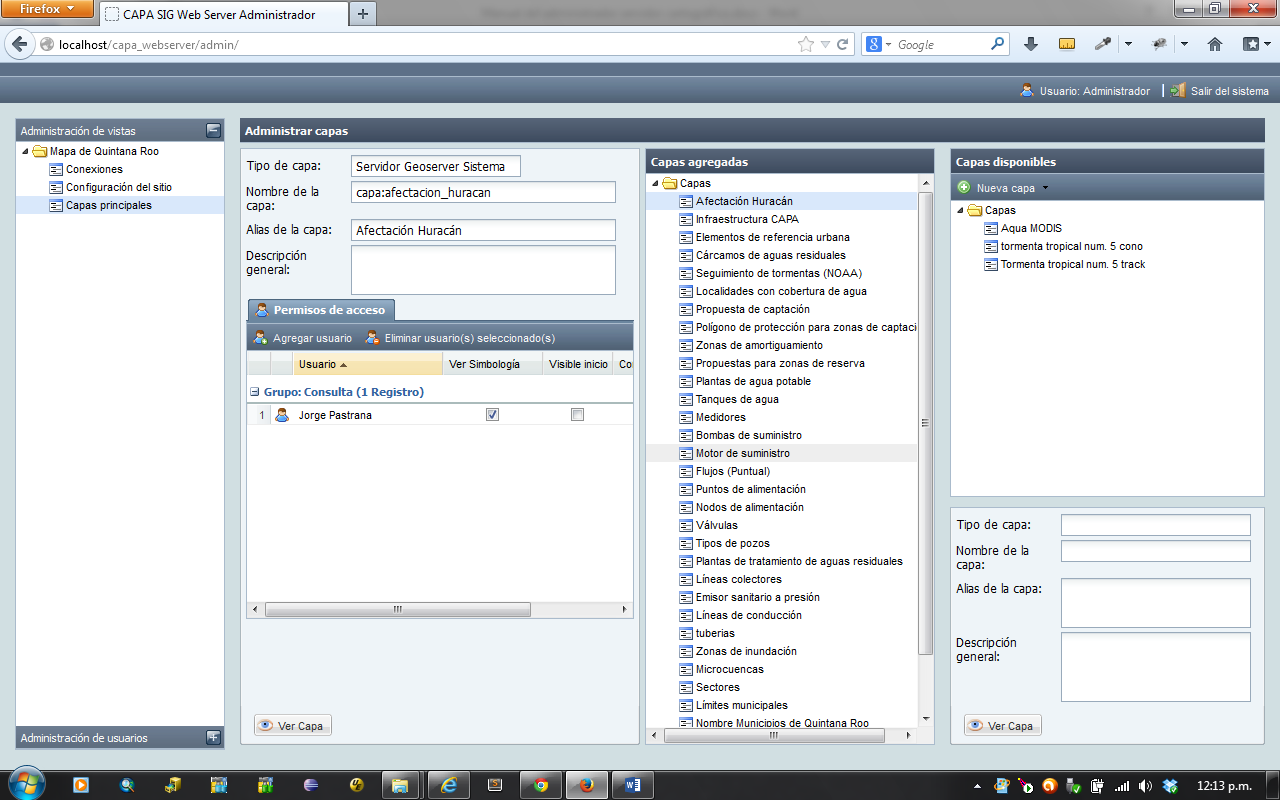 Firefox
CAPA SIG Web Server Administrador
localhost/capa_webserver/admin/
Google
Usuario: Administrador
Salir del sistema
Administración de vistas
Mapa de Quintana Roo
Conexiones
Configuración del sitio
Capas principales
Administración de usuarios
Administrar capas
Tipo de capa:
Servidor Geoserver Sistema
Nombre de la
capa:
capa:afectacion_huracan
Alias de la capa:
Afectación Huracán
Descripción
general:
Permisos de acceso
Agregar usuario
Eliminar usuario(s) seleccionado(s)
Usuario
Ver Simbología
Visible inicio
Grupo: Consulta (1 Registro)
1
Jorge Pastrana
Ver Capa
Capas agregadas
Capas
Afectación Huracán
Infraestructura CAPA
Elementos de referencia urbana
Cárcamos de aguas residuales
Seguimiento de tormentas (NOAA)
Localidades con cobertura de agua
Propuesta de captación
Polígono de protección para zonas de captaci
Zonas de amortiguamiento
Propuestas para zonas de reserva
Plantas de agua potable
Tanques de agua
Medidores
Bombas de suministro
Motor de suministro
Flujos (Puntual)
Puntos de alimentación
Nodos de alimentación
Válvulas
Tipos de pozos
Plantas de tratamiento de aguas residuales
Líneas colectores
Emisor sanitario a presión
Líneas de conducción
tuberias
Zonas de inundación
Microcuencas
Sectores
Límites municipales
Nombre Municipios de Quintana Roo
Capas disponibles
Nueva capa
Capas
Aqua MODIS
tormenta tropical num. 5 cono
Tormenta tropical num. 5 track
Tipo de capa:
Nombre de la
capa:
Alias de la capa:
Descripción
general:
Ver Capa
12:13 p.m.